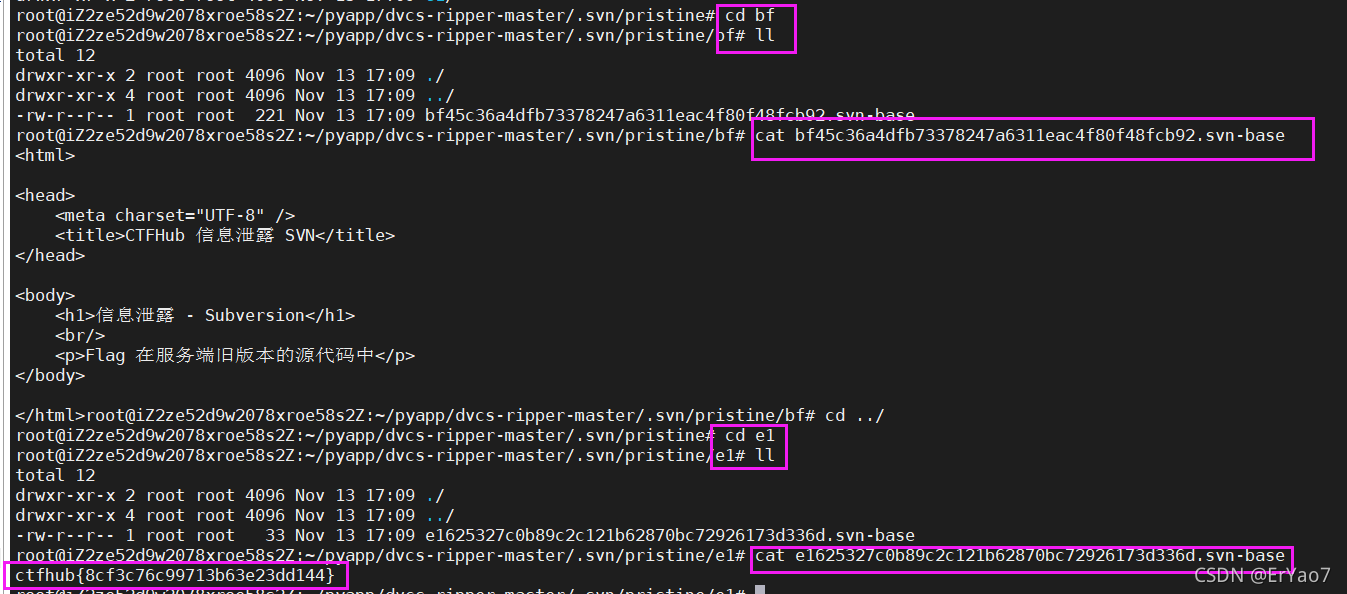 root@iZ2ze52d9w2078xroe58s2Z:~/pyapp/dvcs-ripper-master/.svn/pristine# cd bf
root@iZ2ze52d9w2078xroe58s2Z:~/pyapp/dvcs-ripper-master/.svn/pristine/bf# ll
total 12
drwxr-xr-x 2 root root 4096 Nov 13 17:09 ./
drwxr-xr-x 4 root root 4096 Nov 13 17:09 ../
-rw-r--r-- 1 root root  221 Nov 13 17:09 bf45c36a4dfb73378247a6311eac4f80f48fcb92.svn-base
root@iZ2ze52d9w2078xroe58s2Z:~/pyapp/dvcs-ripper-master/.svn/pristine/bf# cat bf45c36a4dfb73378247a6311eac4f80f48fcb92.svn-base
<html>
<head>
    <meta charset="UTF-8" />
    <title>CTFHub 信息泄露 SVN</title>
</head>
<body>
    <h1>信息泄露 - Subversion</h1>
    <br/>
    <p>Flag 在服务端旧版本的源代码中</p>
</body>
</html>root@iZ2ze52d9w2078xroe58s2Z:~/pyapp/dvcs-ripper-master/.svn/pristine/bf# cd ../
root@iZ2ze52d9w2078xroe58s2Z:~/pyapp/dvcs-ripper-master/.svn/pristine# cd e1
root@iZ2ze52d9w2078xroe58s2Z:~/pyapp/dvcs-ripper-master/.svn/pristine/e1# ll
total 12
drwxr-xr-x 2 root root 4096 Nov 13 17:09 ./
drwxr-xr-x 4 root root 4096 Nov 13 17:09 ../
-rw-r--r-- 1 root root   33 Nov 13 17:09 e1625327c0b89c2c121b62870bc72926173d336d.svn-base
root@iZ2ze52d9w2078xroe58s2Z:~/pyapp/dvcs-ripper-master/.svn/pristine/e1# cat e1625327c0b89c2c121b62870bc72926173d336d.svn-base
ctfhub{8cf3c76c99713b63e23dd144}
CSDN @ErYao7